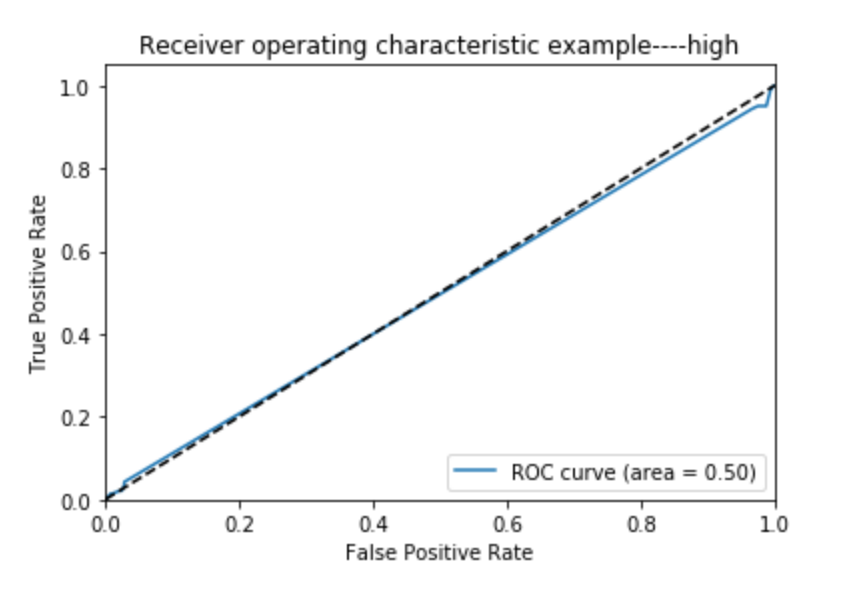 Receiver operating characteristic example----high
1.0
0.8
0.6
0.4
0.2
0.0
True Positive Rate
ROC curve (area = 0.50)
0.0 0.2 0.4 0.6 0.8 1.0
False Positive Rate